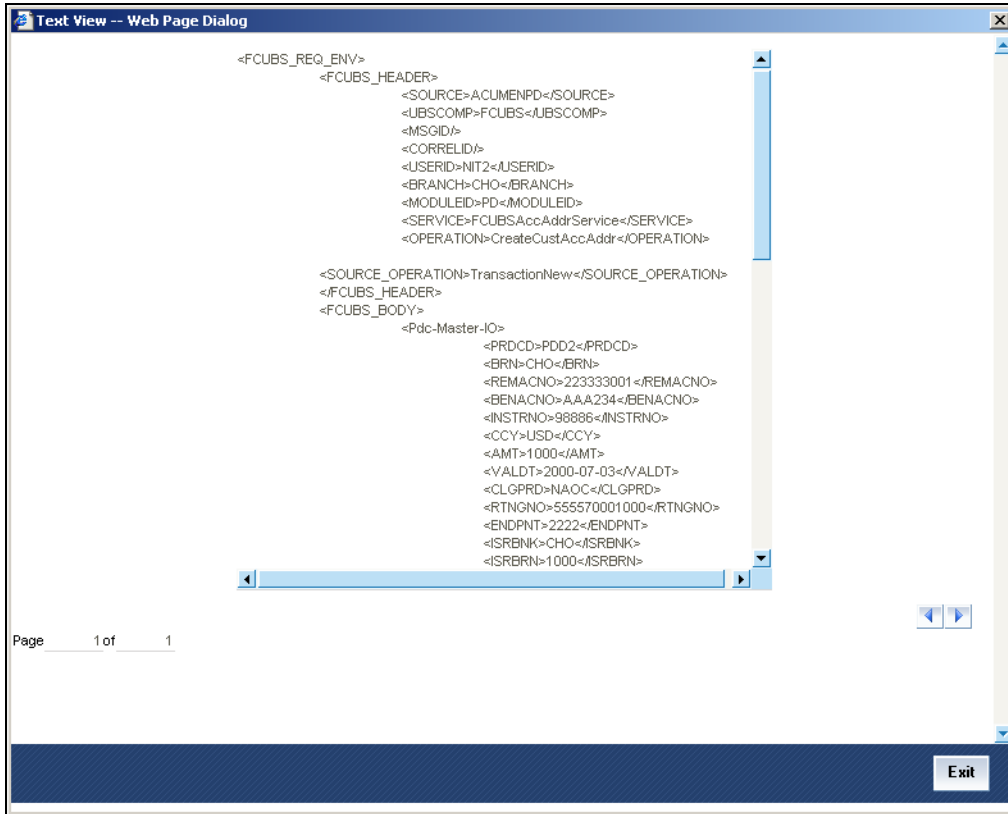 Text View -- Web Page Dialog
<FCUBS_REQ_ENV>
<FCUBS_HEADER>
<SOURCE>ACUMENPD</SOURCE>
<UBSCOMP>FCUBS</UBSCOMP>
<MSGID/>
<CORRELID/>
<USERID>NIT2</USERID>
<BRANCH>CHO</BRANCH>
<MODULEID>PD</MODULEID>
<SERVICE>FCUBSAccAddrService</SERVICE>
<OPERATION>CreateCustAccAddr</OPERATION>
<SOURCE_OPERATION>TransactionNew</SOURCE_OPERATION>
</FCUBS_HEADER>
<FCUBS_BODY>
<Pdc-Master-IO>
<PRDCD>PDD2</PRDCD>
<BRN>CHO</BRN>
<REMACNO>223333001</REMACNO>
<BENACNO>AAA234</BENACNO>
<INSTRNO>98886</INSTRNO>
<CCY>USD</CCY>
<AMT>1000</AMT>
<VALDT>2000-07-03</VALDT>
<CLGPRD>NAOC</CLGPRD>
<RTNGNO>555570001000</RTNGNO>
<ENDPNT>2222</ENDPNT>
<ISRBNK>CHO</ISRBNK>
<ISRBRN>1000</ISRBRN>
Page 1 of 1
Exit